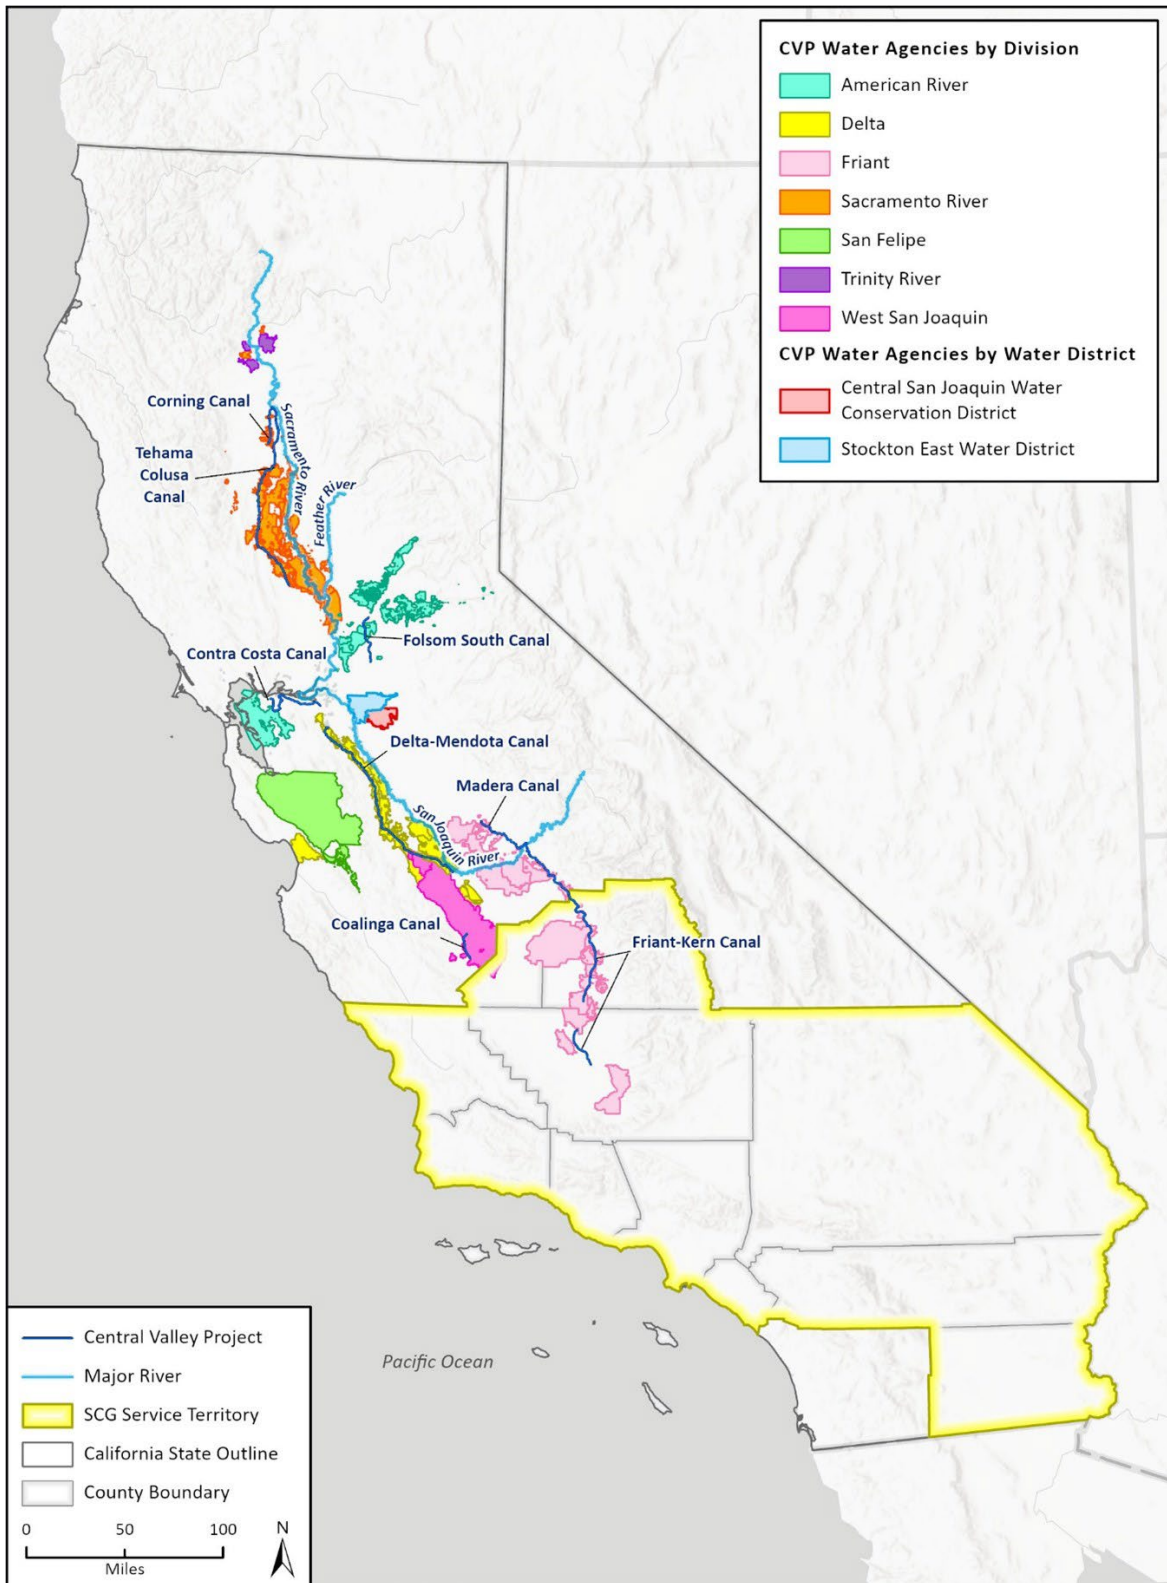 CVP Water Agencies by Division
American River
Delta
Friant
Sacramento River
San Felipe
Trinity River
West San Joaquin
CVP Water Agencies by Water District
Central San Joaquin Water
Conservation District
Stockton East Water District
Corning Canal
Sacramento River
Tehama
Colusa
Canal
Feather River
Folsom South Canal
Contra Costa Canal
Delta-Mendota Canal
Madera Canal
San Joaquin River
Coalinga Canal
Friant-Kern Canal
Pacific Ocean
Central Valley Project
Major River
SCG Service Territory
California State Outline
County Boundary
0 50 100
Miles
N